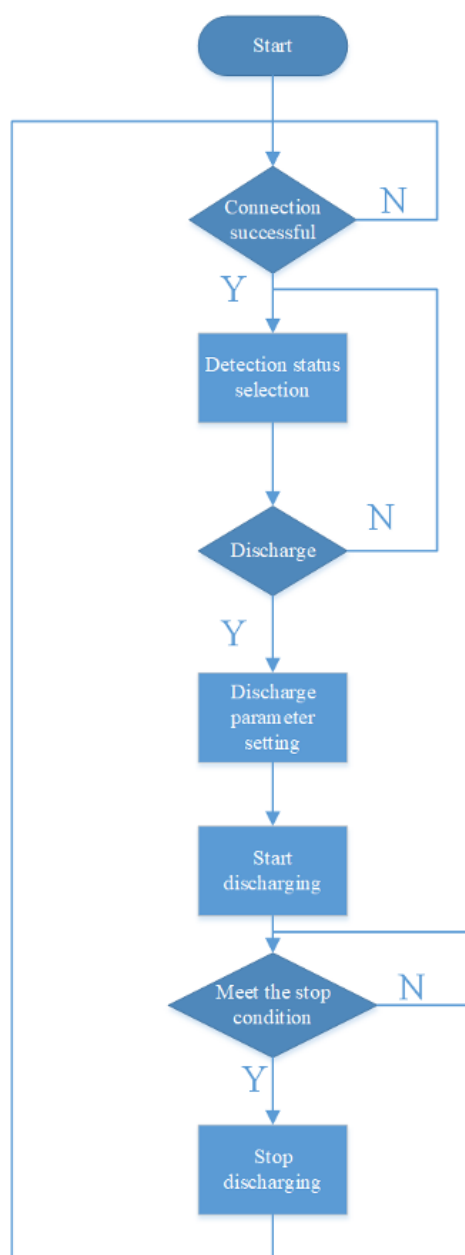 Start
Connection
successful
N
Y
Detection status
selection
Discharge
N
Y
Discharge
parameter
setting
Start
discharging
Meet the stop
condition
N
Y
Stop
discharging